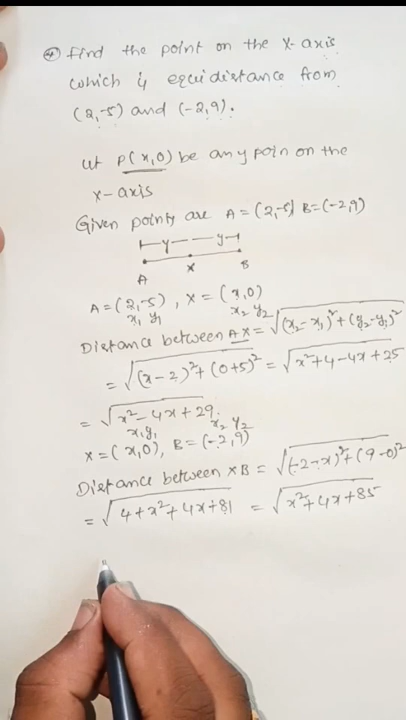 ④ Find the point on the x-axis
which is equidistance from
(2,-5) and (-2,9).
Let P(x,0) be any poin on the
x-axis
Given points are A=(2,-5) B=(-2,9)
y y
A x B
A=(2,-5), x=(x,0)
x₁ y₁ x₂ y₂
Distance between AX=√(x₂-x₁)²+(y₂-y₁)²
=√(x-2)²+(0+5)² =√x²+4-4x+25
=√x²-4x+29.
x₁y₁ x₂ y₂
x=(x,0), B=(-2,9)
Distance between XB=√(-2-x)²+(9-0)²
=√4+x²+4x+81 =√x²+4x+85